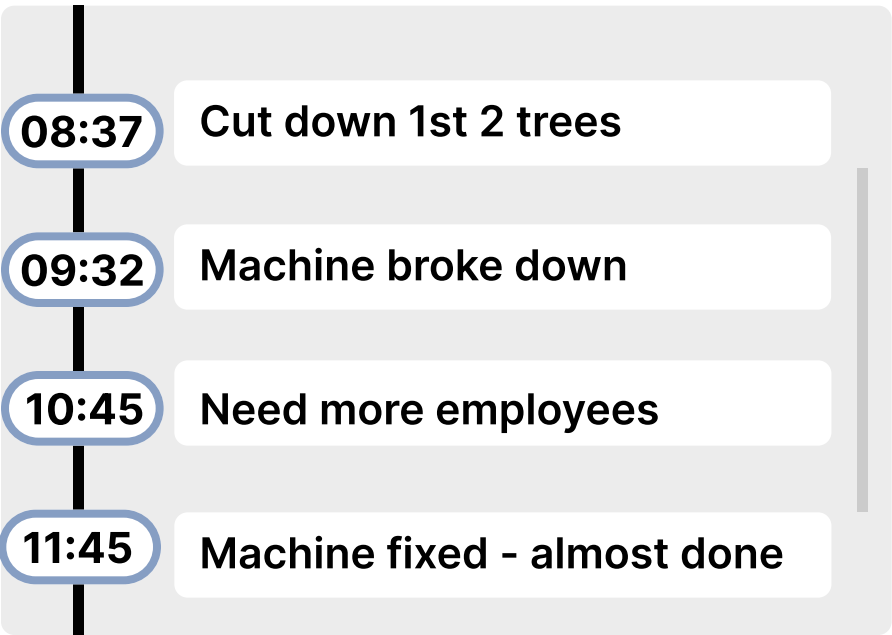 08:37 Cut down 1st 2 trees
09:32 Machine broke down
10:45 Need more employees
11:45 Machine fixed - almost done